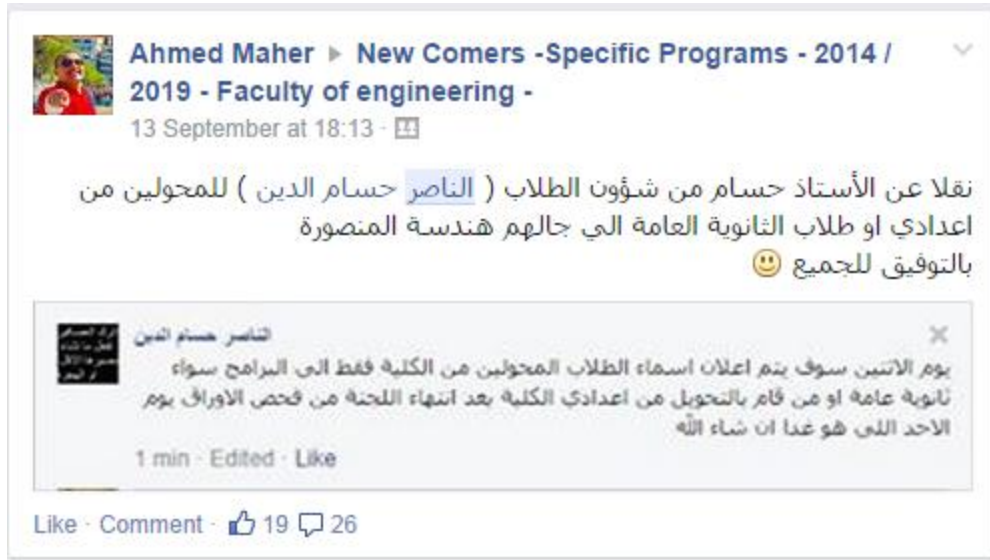 Ahmed Maher ▶ New Comers -Specific Programs - 2014 /
2019 - Faculty of engineering -
13 September at 18:13 ·
نقلا عن الأستاذ حسام من شؤون الطلاب ( الناصر حسام الدين ) للمحولين من
اعدادي او طلاب الثانوية العامة الي جالهم هندسة المنصورة
بالتوفيق للجميع
الناصر حسام الدين
يوم الاثنين سوف يتم اعلان اسماء الطلاب المحولين من الكلية فقط الى البرامج سواء
ثانوية عامة او من قام بالتحويل من اعدادي الكلية بعد انتهاء اللجنة من فحص الاوراق يوم
الاحد اللى هو غدا ان شاء الله
1 min · Edited · Like
Like · Comment · 19 26